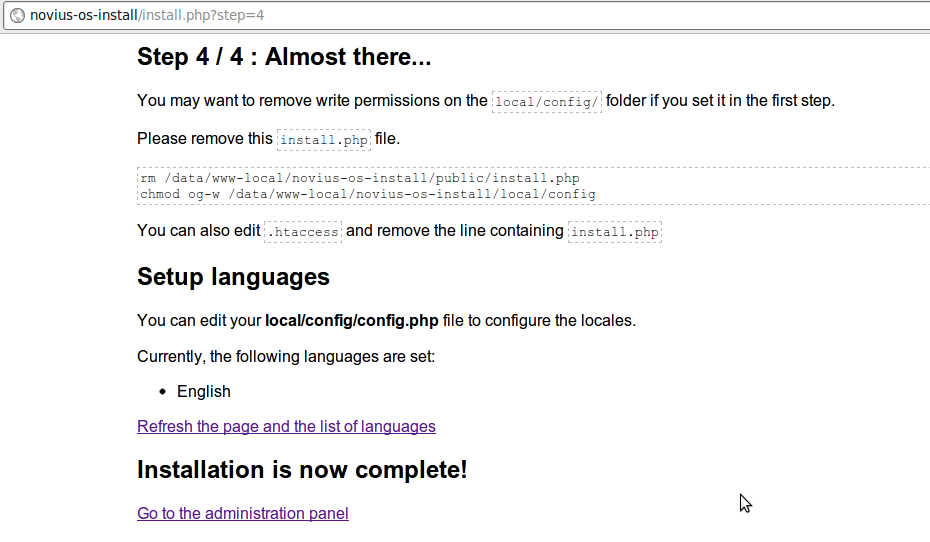 novius-os-install/install.php?step=4
Step 4 / 4 : Almost there...
You may want to remove write permissions on the local/config/ folder if you set it in the first step.
Please remove this install.php file.
rm /data/www-local/novius-os-install/public/install.php
chmod og-w /data/www-local/novius-os-install/local/config
You can also edit .htaccess and remove the line containing install.php
Setup languages
You can edit your local/config/config.php file to configure the locales.
Currently, the following languages are set:
• English
Refresh the page and the list of languages
Installation is now complete!
Go to the administration panel